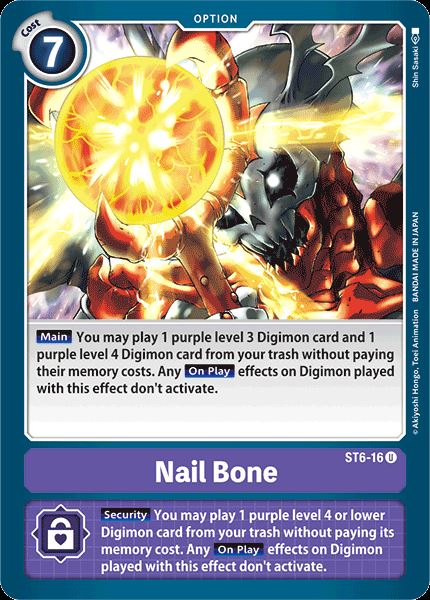 OPTION
Cost
7
Shin Sasaki
© Akiyoshi Hongo, Toei Animation BANDAI MADE IN JAPAN
Main You may play 1 purple level 3 Digimon card and 1
purple level 4 Digimon card from your trash without paying
their memory costs. Any On Play effects on Digimon played
with this effect don't activate.
ST6-16 U
Nail Bone
Security You may play 1 purple level 4 or lower
Digimon card from your trash without paying its
memory cost. Any On Play effects on Digimon
played with this effect don't activate.